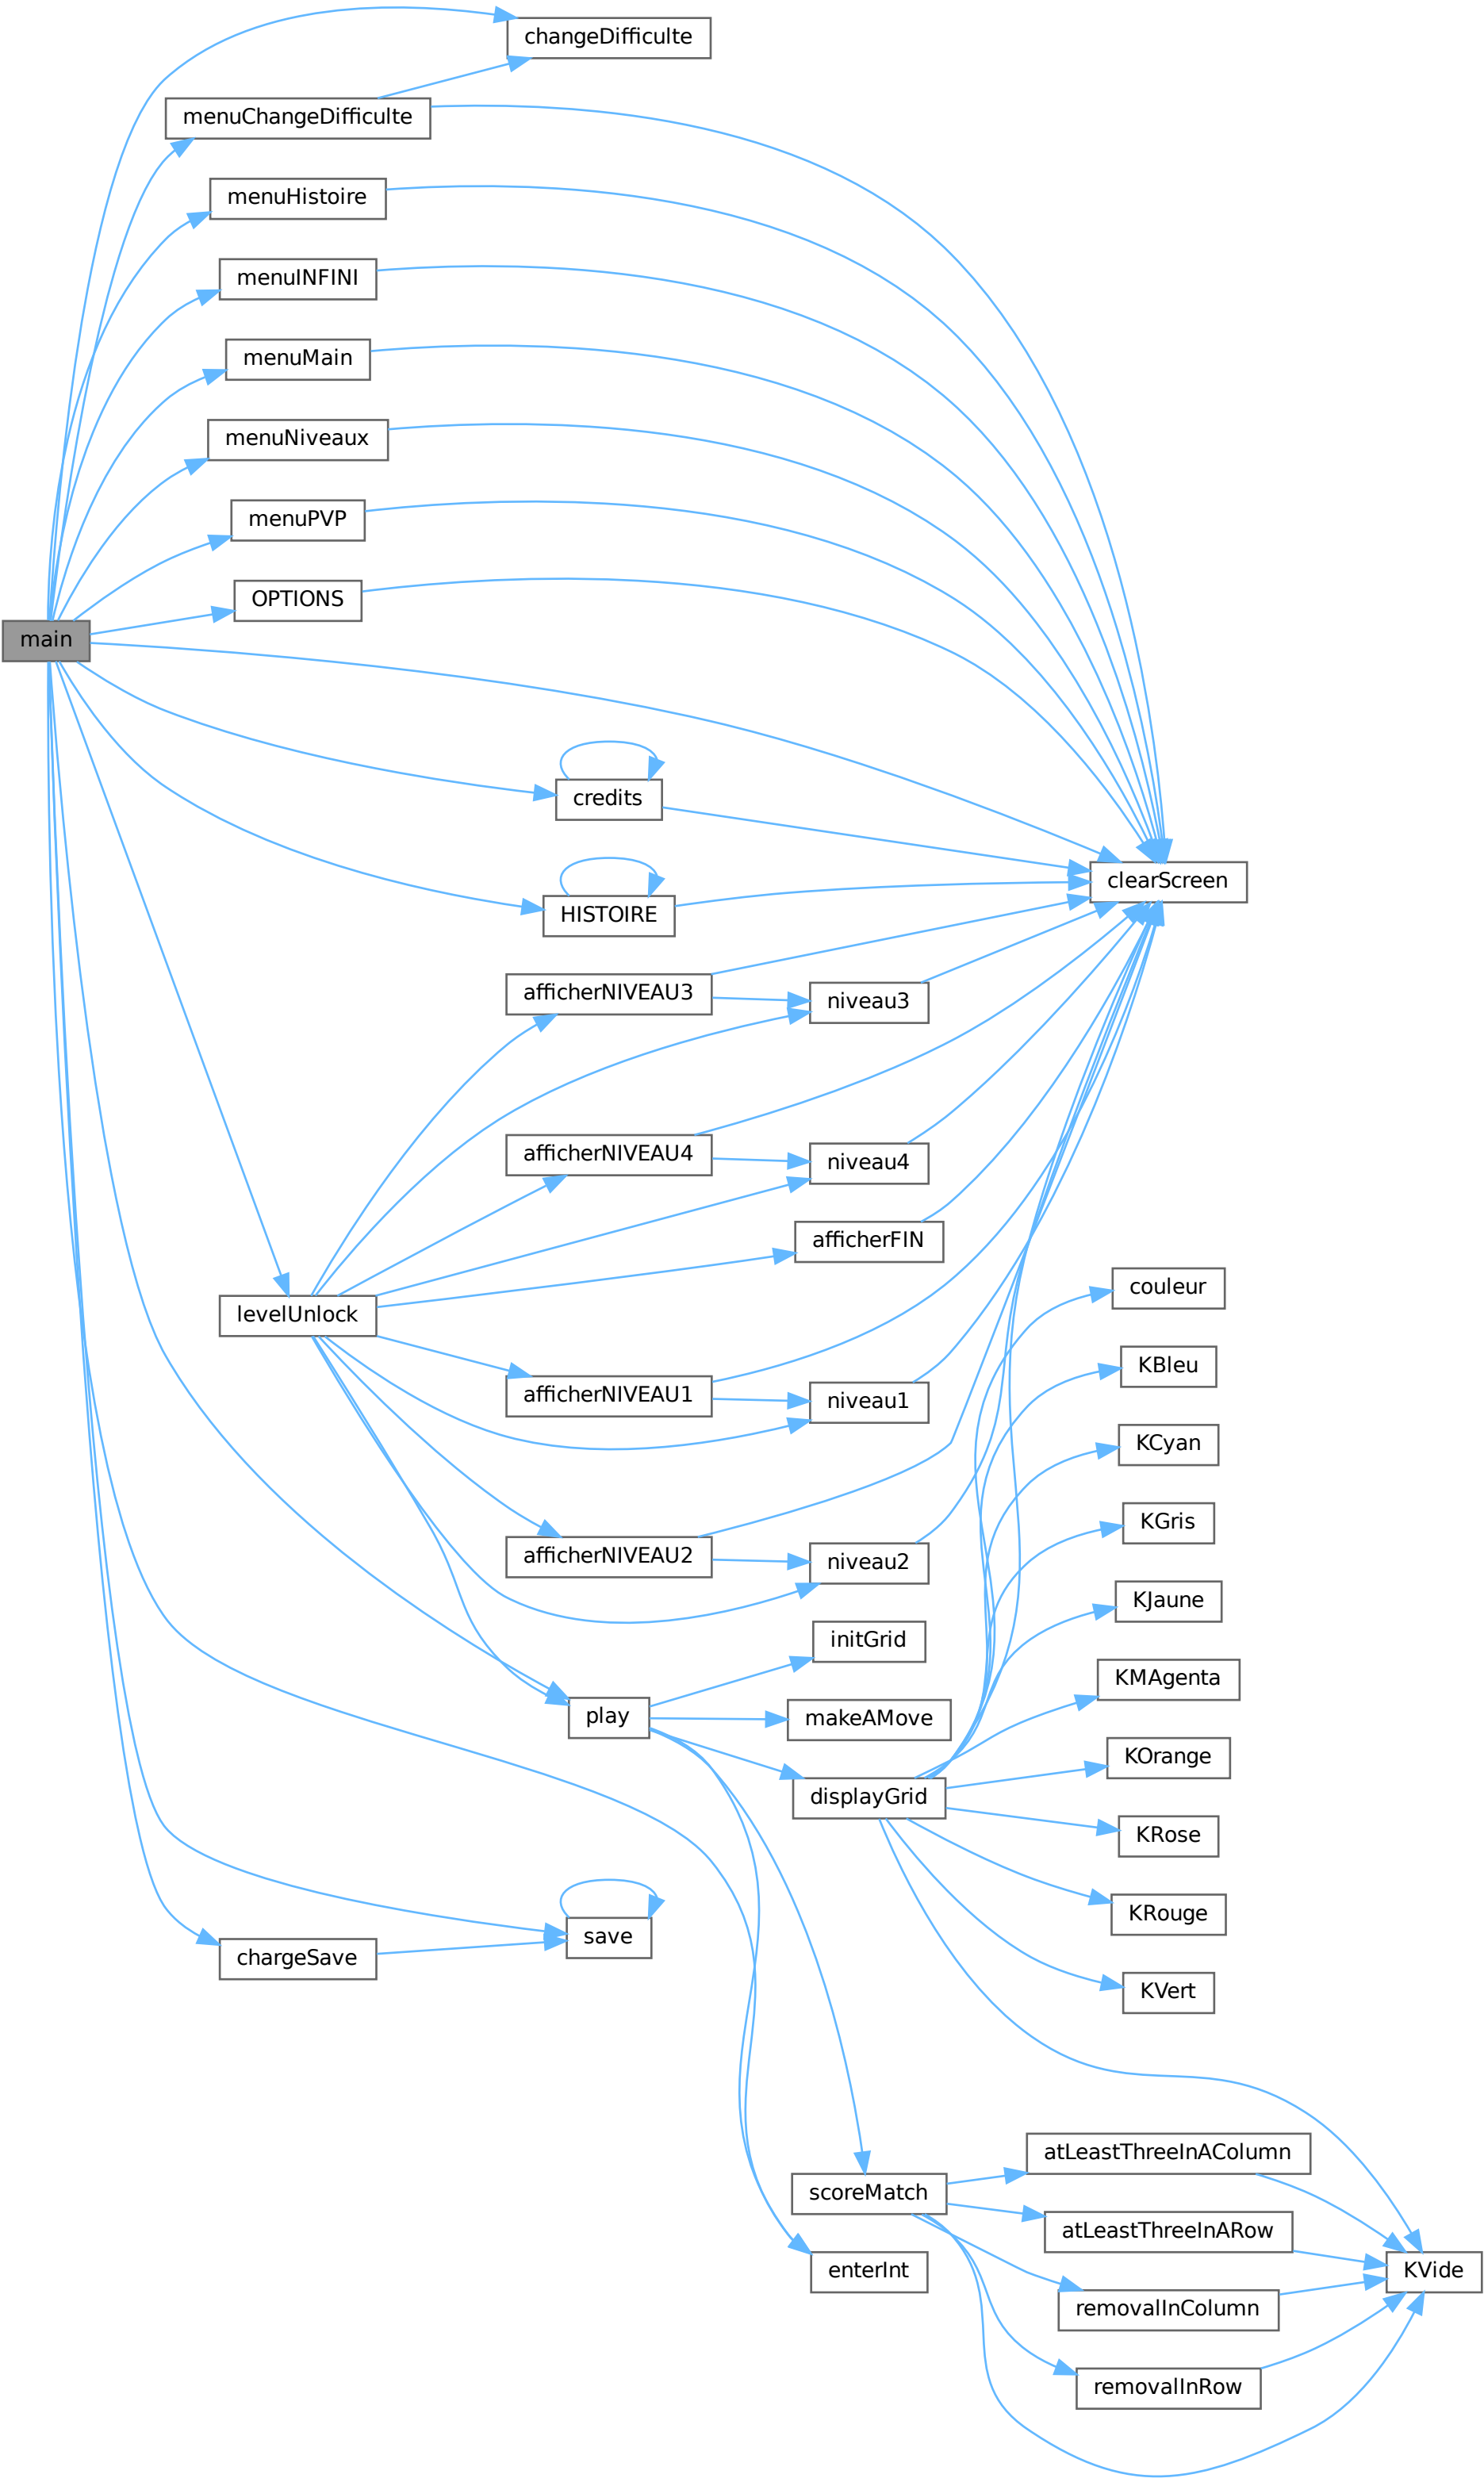 changeDifficulte
menuChangeDifficulte
menuHistoire
menuINFINI
menuMain
menuNiveaux
menuPVP
OPTIONS
main
credits
clearScreen
HISTOIRE
afficherNIVEAU3
niveau3
afficherNIVEAU4
niveau4
afficherFIN
couleur
levelUnlock
KBleu
afficherNIVEAU1
niveau1
KCyan
KGris
afficherNIVEAU2
niveau2
KJaune
initGrid
KMAgenta
play
makeAMove
KOrange
displayGrid
KRose
KRouge
save
chargeSave
KVert
atLeastThreeInAColumn
scoreMatch
atLeastThreeInARow
enterInt
KVide
removalInColumn
removalInRow